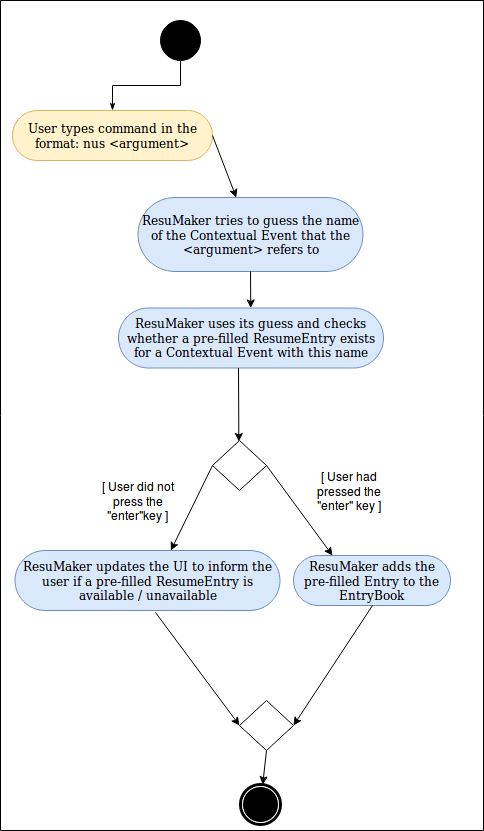 User types command in the
format: nus <argument>
ResuMaker tries to guess the name
of the Contextual Event that the
<argument> refers to
ResuMaker uses its guess and checks
whether a pre-filled ResumeEntry exists
for a Contextual Event with this name
[ User did not
press the
"enter"key ]
[ User had
pressed the
"enter" key ]
ResuMaker updates the UI to inform the
user if a pre-filled ResumeEntry is
available / unavailable
ResuMaker adds the
pre-filled Entry to the
EntryBook